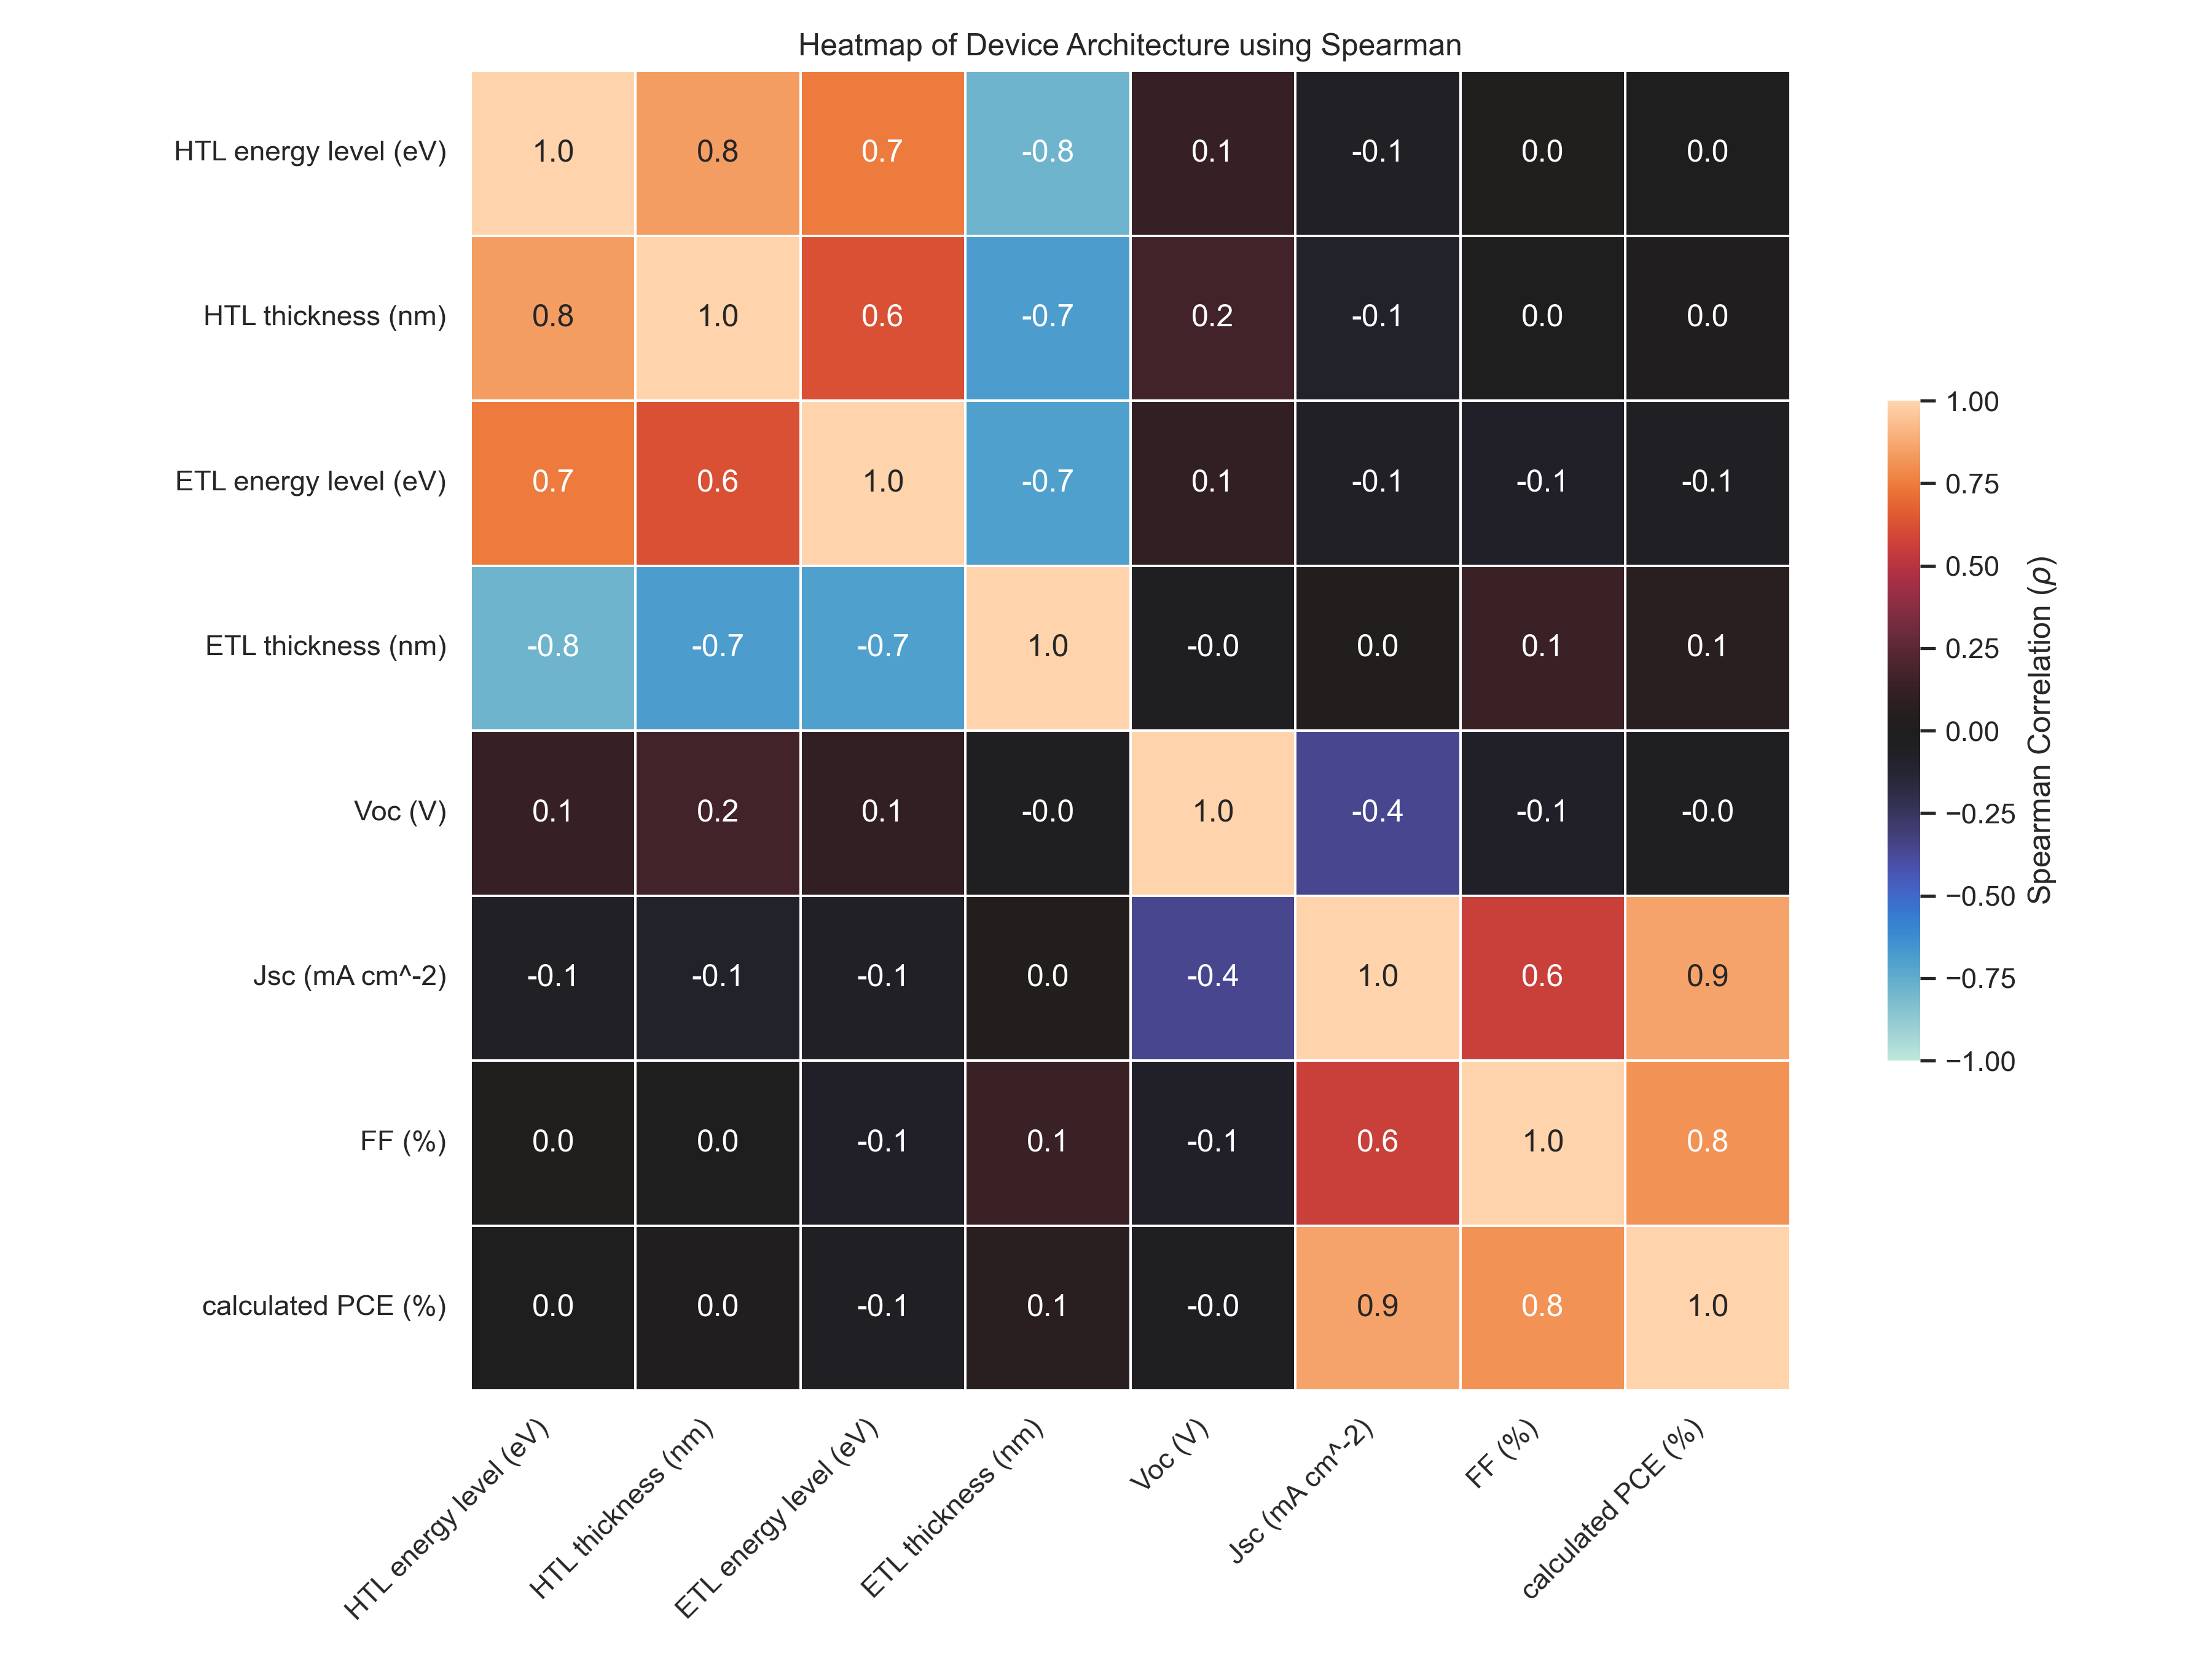 Heatmap of Device Architecture using Spearman
HTL energy level (eV) 1.0 0.8 0.7 -0.8 0.1 -0.1 0.0 0.0
HTL thickness (nm) 0.8 1.0 0.6 -0.7 0.2 -0.1 0.0 0.0
ETL energy level (eV) 0.7 0.6 1.0 -0.7 0.1 -0.1 -0.1 -0.1
ETL thickness (nm) -0.8 -0.7 -0.7 1.0 -0.0 0.0 0.1 0.1
Voc (V) 0.1 0.2 0.1 -0.0 1.0 -0.4 -0.1 -0.0
Jsc (mA cm^-2) -0.1 -0.1 -0.1 0.0 -0.4 1.0 0.6 0.9
FF (%) 0.0 0.0 -0.1 0.1 -0.1 0.6 1.0 0.8
calculated PCE (%) 0.0 0.0 -0.1 0.1 -0.0 0.9 0.8 1.0
HTL energy level (eV)
HTL thickness (nm)
ETL energy level (eV)
ETL thickness (nm)
Voc (V)
Jsc (mA cm^-2)
FF (%)
calculated PCE (%)
1.00
0.75
0.50
0.25
0.00
−0.25
−0.50
−0.75
−1.00
Spearman Correlation (ρ)